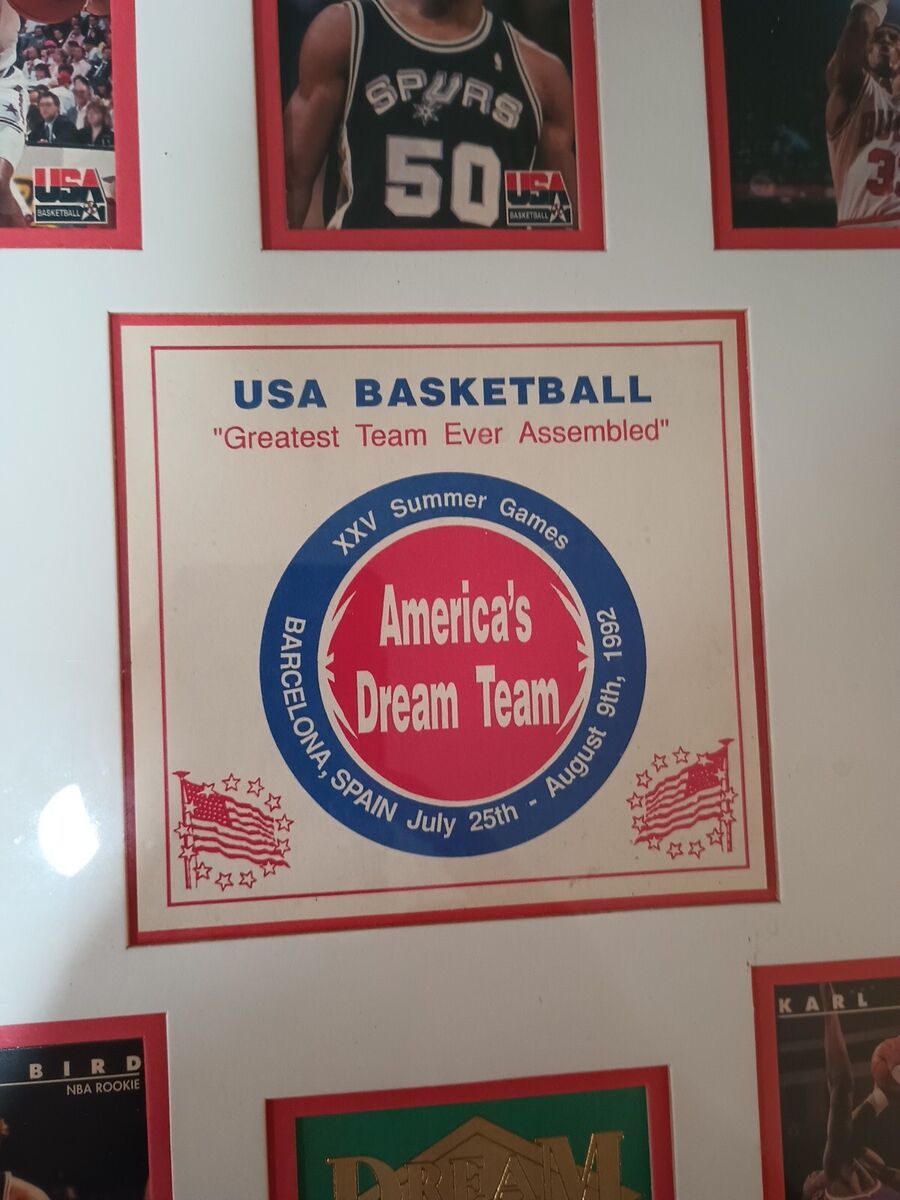 USA
BASKETBALL
SPURS
50
USA
BASKETBALL
USA BASKETBALL
"Greatest Team Ever Assembled"
XXV Summer Games
America's
Dream Team
BARCELONA, SPAIN July 25th - August 9th, 1992
BIRD
NBA ROOKIE
KARL
DREAM